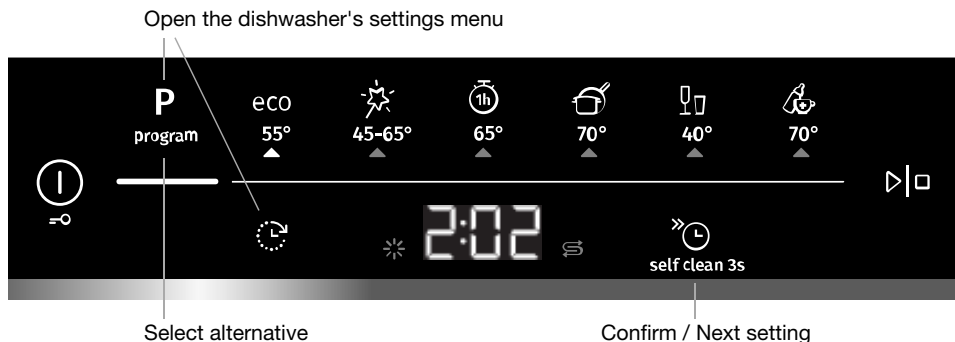 Open the dishwasher's settings menu
P
program
eco
55°
45-65°
1h
65°
70°
40°
70°
2:02
self clean 3s
Select alternative
Confirm / Next setting